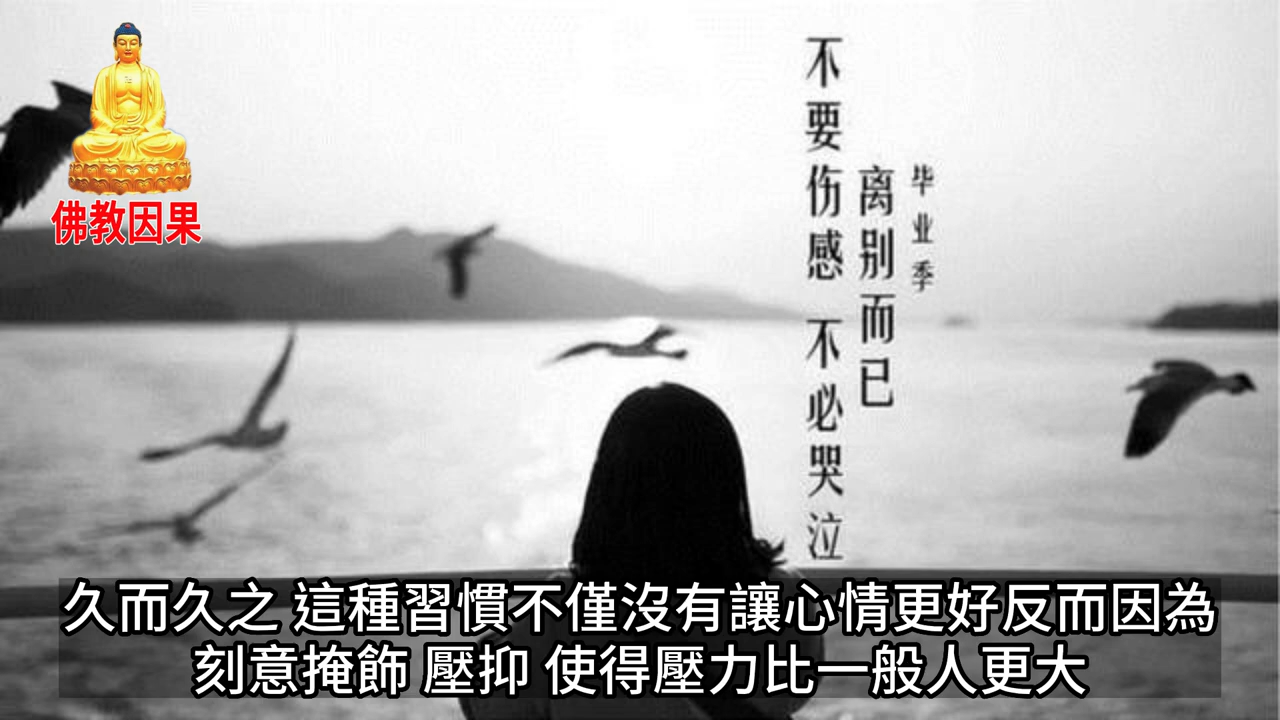 佛教因果
毕业季
离别而已
不要伤感 不必哭泣
久而久之 這種習慣不僅沒有讓心情更好反而因為
刻意掩飾 壓抑 使得壓力比一般人更大